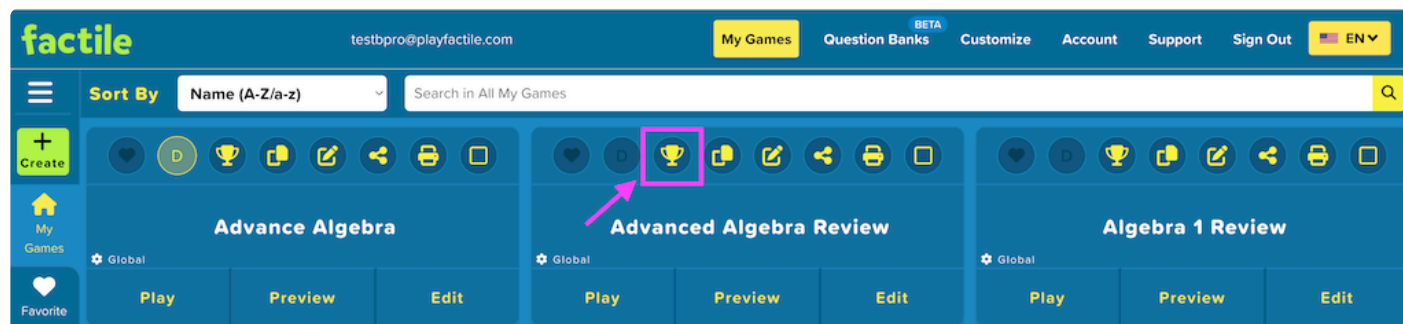 factile
testbpro@playfactile.com
My Games
Question Banks
BETA
Customize
Account
Support
Sign Out
EN
Sort By
Name (A-Z/a-z)
Search in All My Games
+
Create
My
Games
Favorite
D
Advance Algebra
Global
Play
Preview
Edit
D
Advanced Algebra Review
Global
Play
Preview
Edit
D
Algebra 1 Review
Global
Play
Preview
Edit